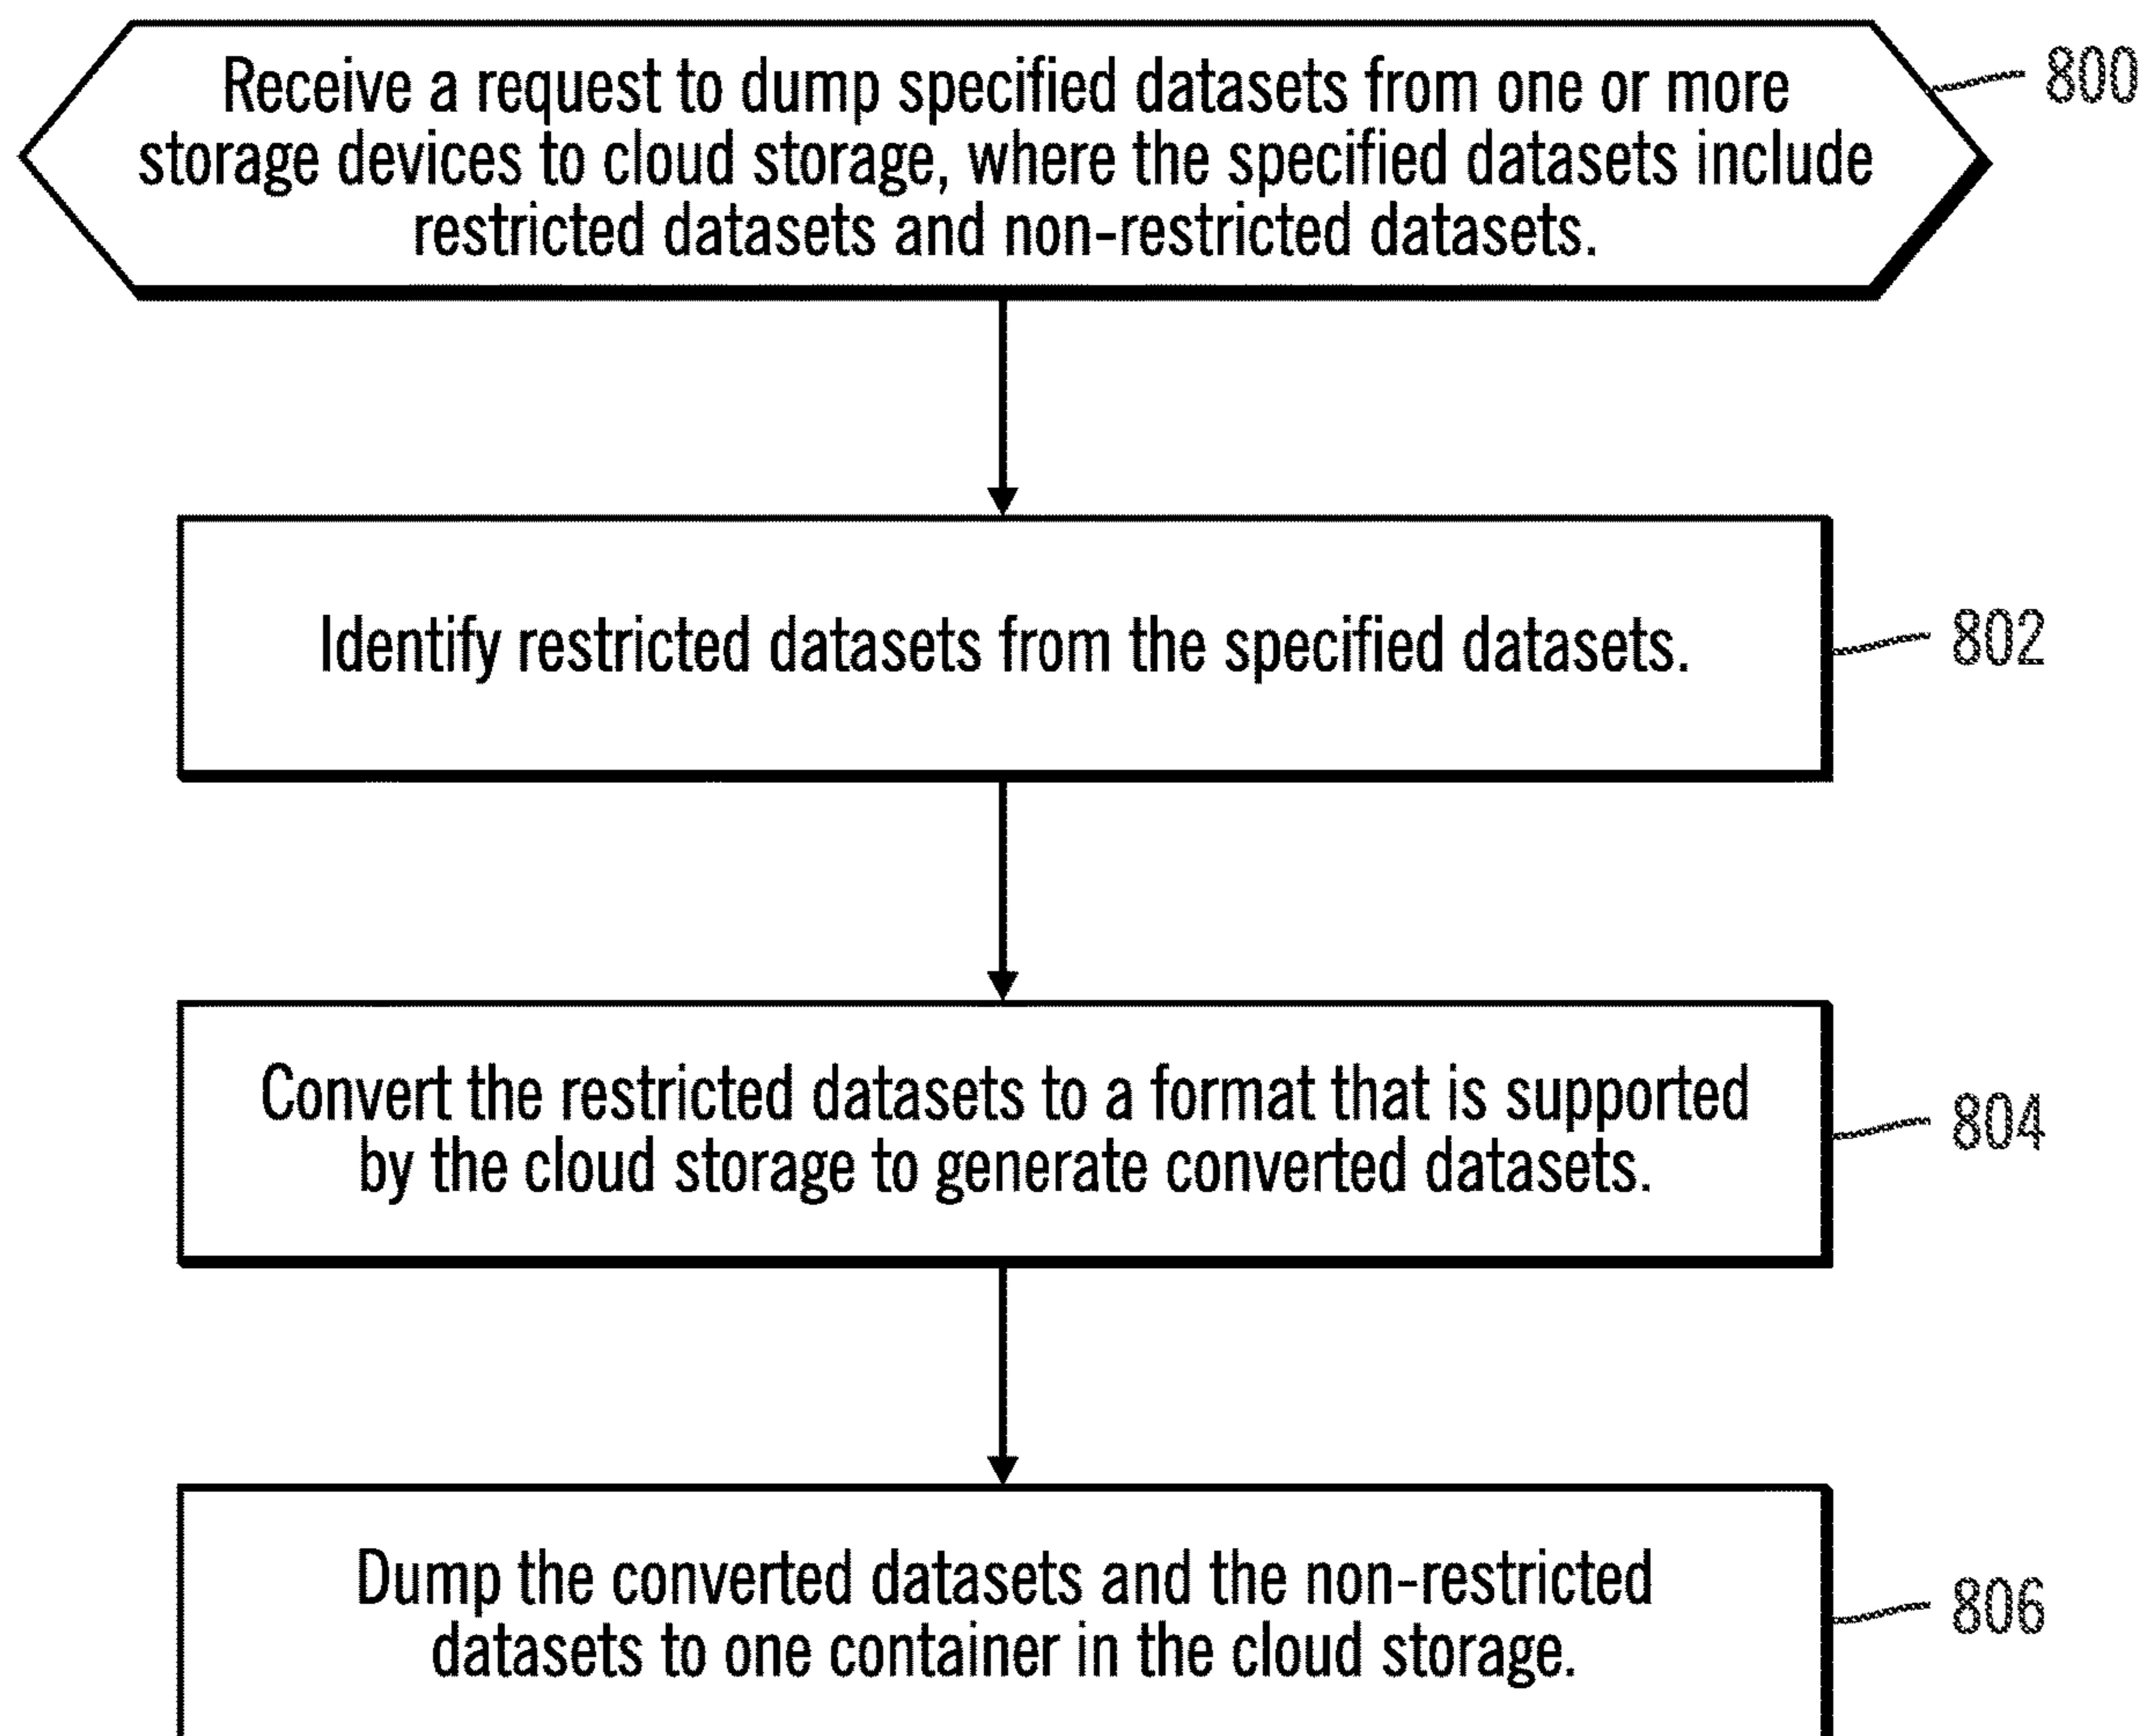 Receive a request to dump specified datasets from one or more
storage devices to cloud storage, where the specified datasets include
restricted datasets and non-restricted datasets.
800
Identify restricted datasets from the specified datasets.
802
Convert the restricted datasets to a format that is supported
by the cloud storage to generate converted datasets.
804
Dump the converted datasets and the non-restricted
datasets to one container in the cloud storage.
806